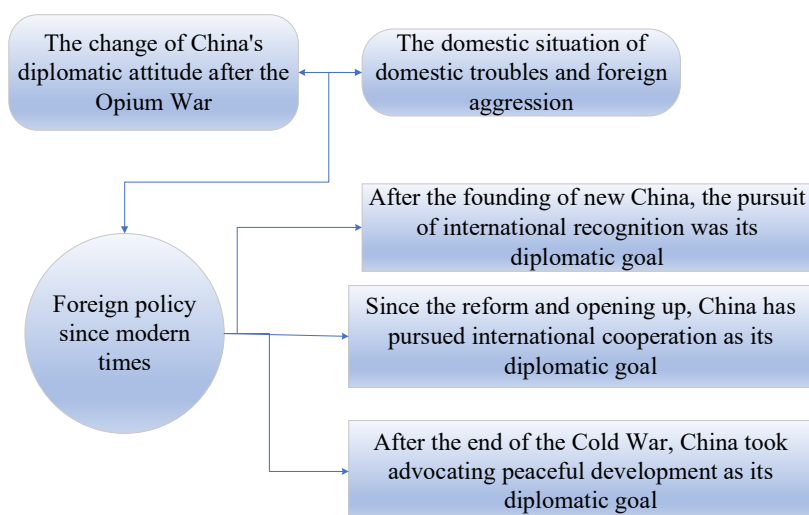 The change of China's
diplomatic attitude after the
Opium War
The domestic situation of
domestic troubles and foreign
aggression
After the founding of new China, the pursuit
of international recognition was its
diplomatic goal
Foreign policy
since modern
times
Since the reform and opening up, China has
pursued international cooperation as its
diplomatic goal
After the end of the Cold War, China took
advocating peaceful development as its
diplomatic goal